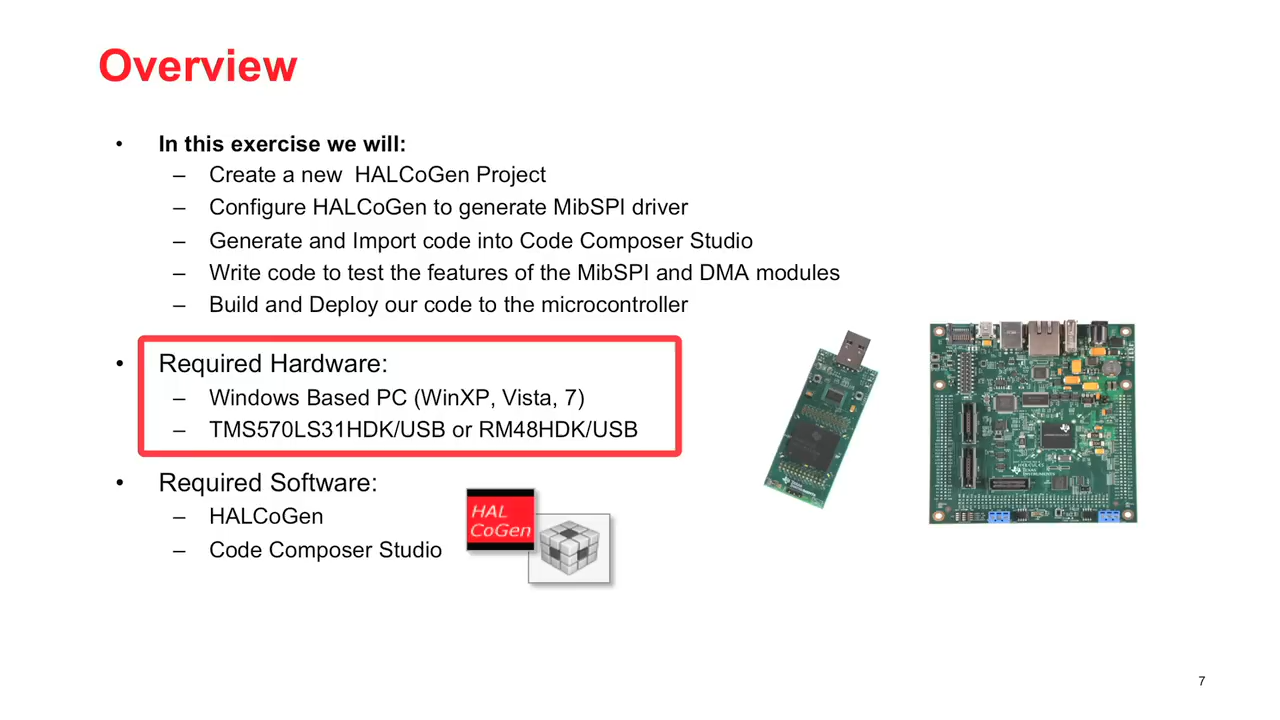 Overview
• In this exercise we will:
– Create a new HALCoGen Project
– Configure HALCoGen to generate MibSPI driver
– Generate and Import code into Code Composer Studio
– Write code to test the features of the MibSPI and DMA modules
– Build and Deploy our code to the microcontroller
• Required Hardware:
– Windows Based PC (WinXP, Vista, 7)
– TMS570LS31HDK/USB or RM48HDK/USB
• Required Software:
– HALCoGen
– Code Composer Studio
HAL
CoGen
7